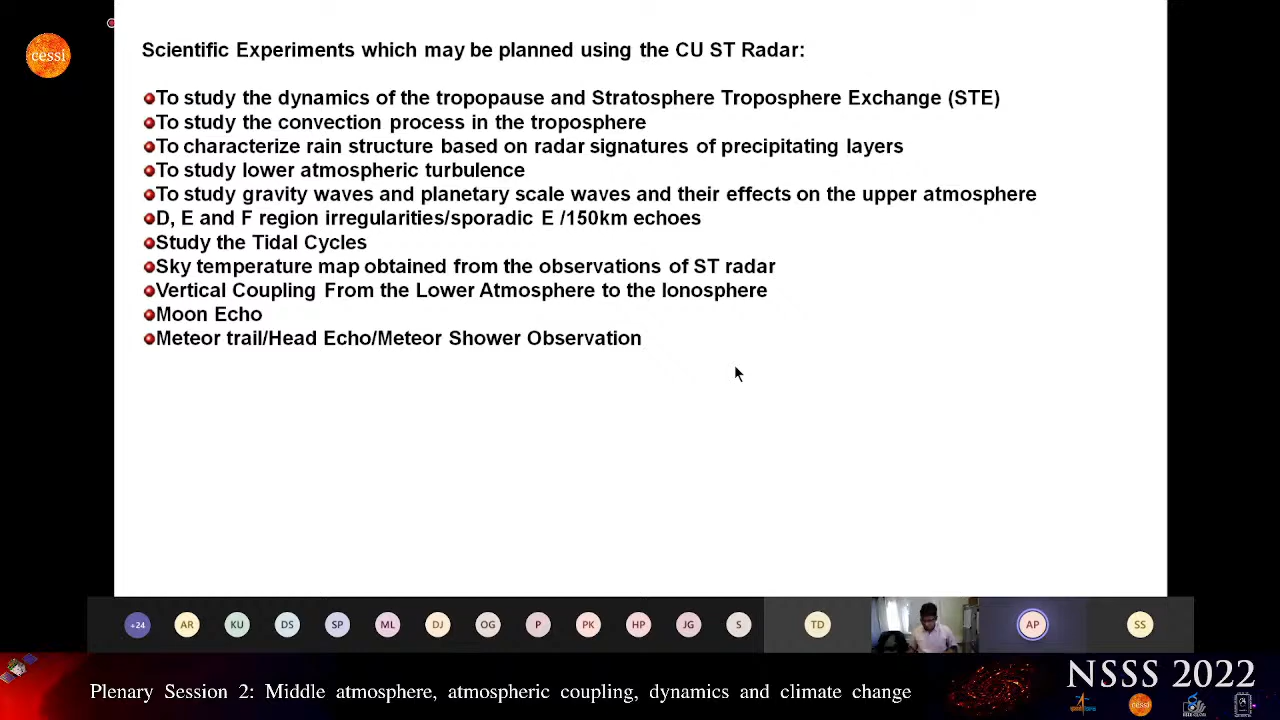 cessi
Scientific Experiments which may be planned using the CU ST Radar:
To study the dynamics of the tropopause and Stratosphere Troposphere Exchange (STE)
To study the convection process in the troposphere
To characterize rain structure based on radar signatures of precipitating layers
To study lower atmospheric turbulence
To study gravity waves and planetary scale waves and their effects on the upper atmosphere
D, E and F region irregularities/sporadic E /150km echoes
Study the Tidal Cycles
Sky temperature map obtained from the observations of ST radar
Vertical Coupling From the Lower Atmosphere to the Ionosphere
Moon Echo
Meteor trail/Head Echo/Meteor Shower Observation
+24 AR KU DS SP ML DJ OG P PK HP JG S TD AP SS
Plenary Session 2: Middle atmosphere, atmospheric coupling, dynamics and climate change
NSSS 2022
cessi